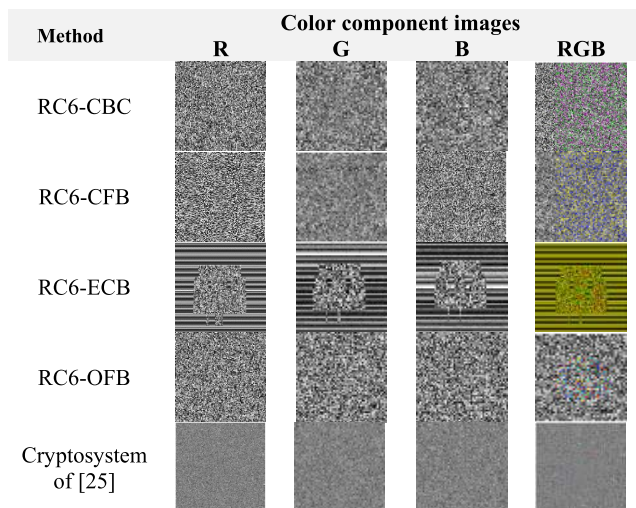 Method
Color component images
R G B RGB
RC6-CBC
RC6-CFB
RC6-ECB
RC6-OFB
Cryptosystem
of [25]